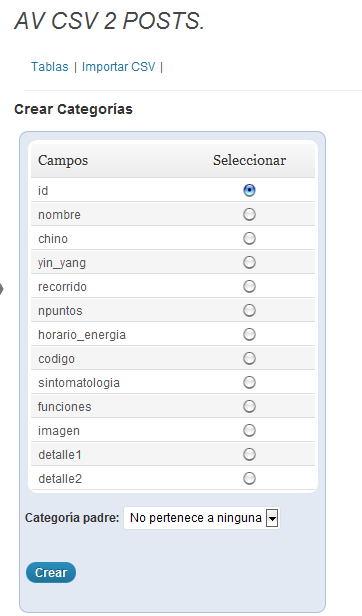 AV CSV 2 POSTS.
Tablas | Importar CSV |
Crear Categorías
Campos Seleccionar
id
nombre
chino
yin_yang
recorrido
npuntos
horario_energia
codigo
sintomatologia
funciones
imagen
detalle1
detalle2
Categoría padre: No pertenece a ninguna
Crear